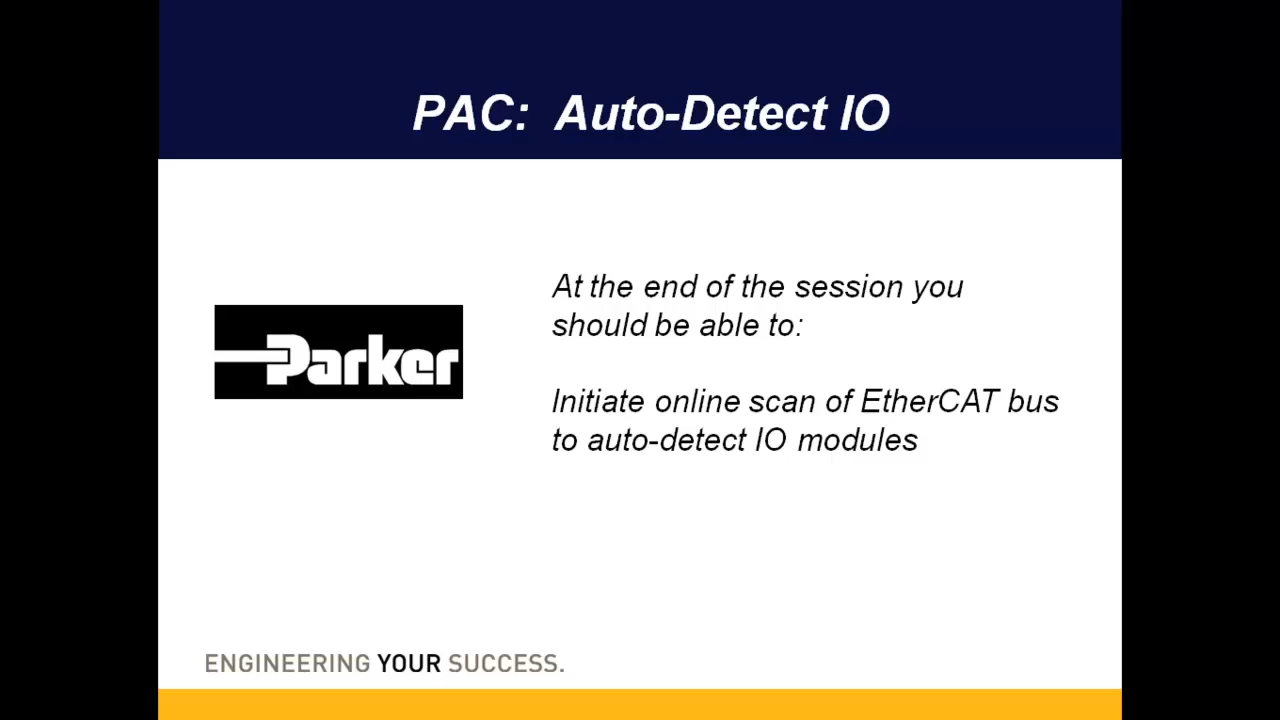 PAC: Auto-Detect IO
At the end of the session you
should be able to:
Parker
Initiate online scan of EtherCAT bus
to auto-detect IO modules
ENGINEERING YOUR SUCCESS.